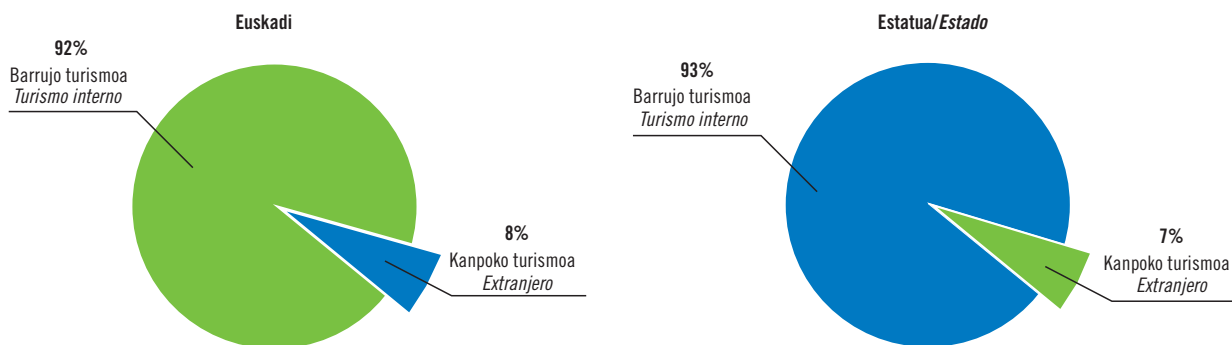 Euskadi
92%
Barrujo turismoa
Turismo interno
8%
Kanpoko turismoa
Extranjero
Estatua/Estado
93%
Barrujo turismoa
Turismo interno
7%
Kanpoko turismoa
Extranjero